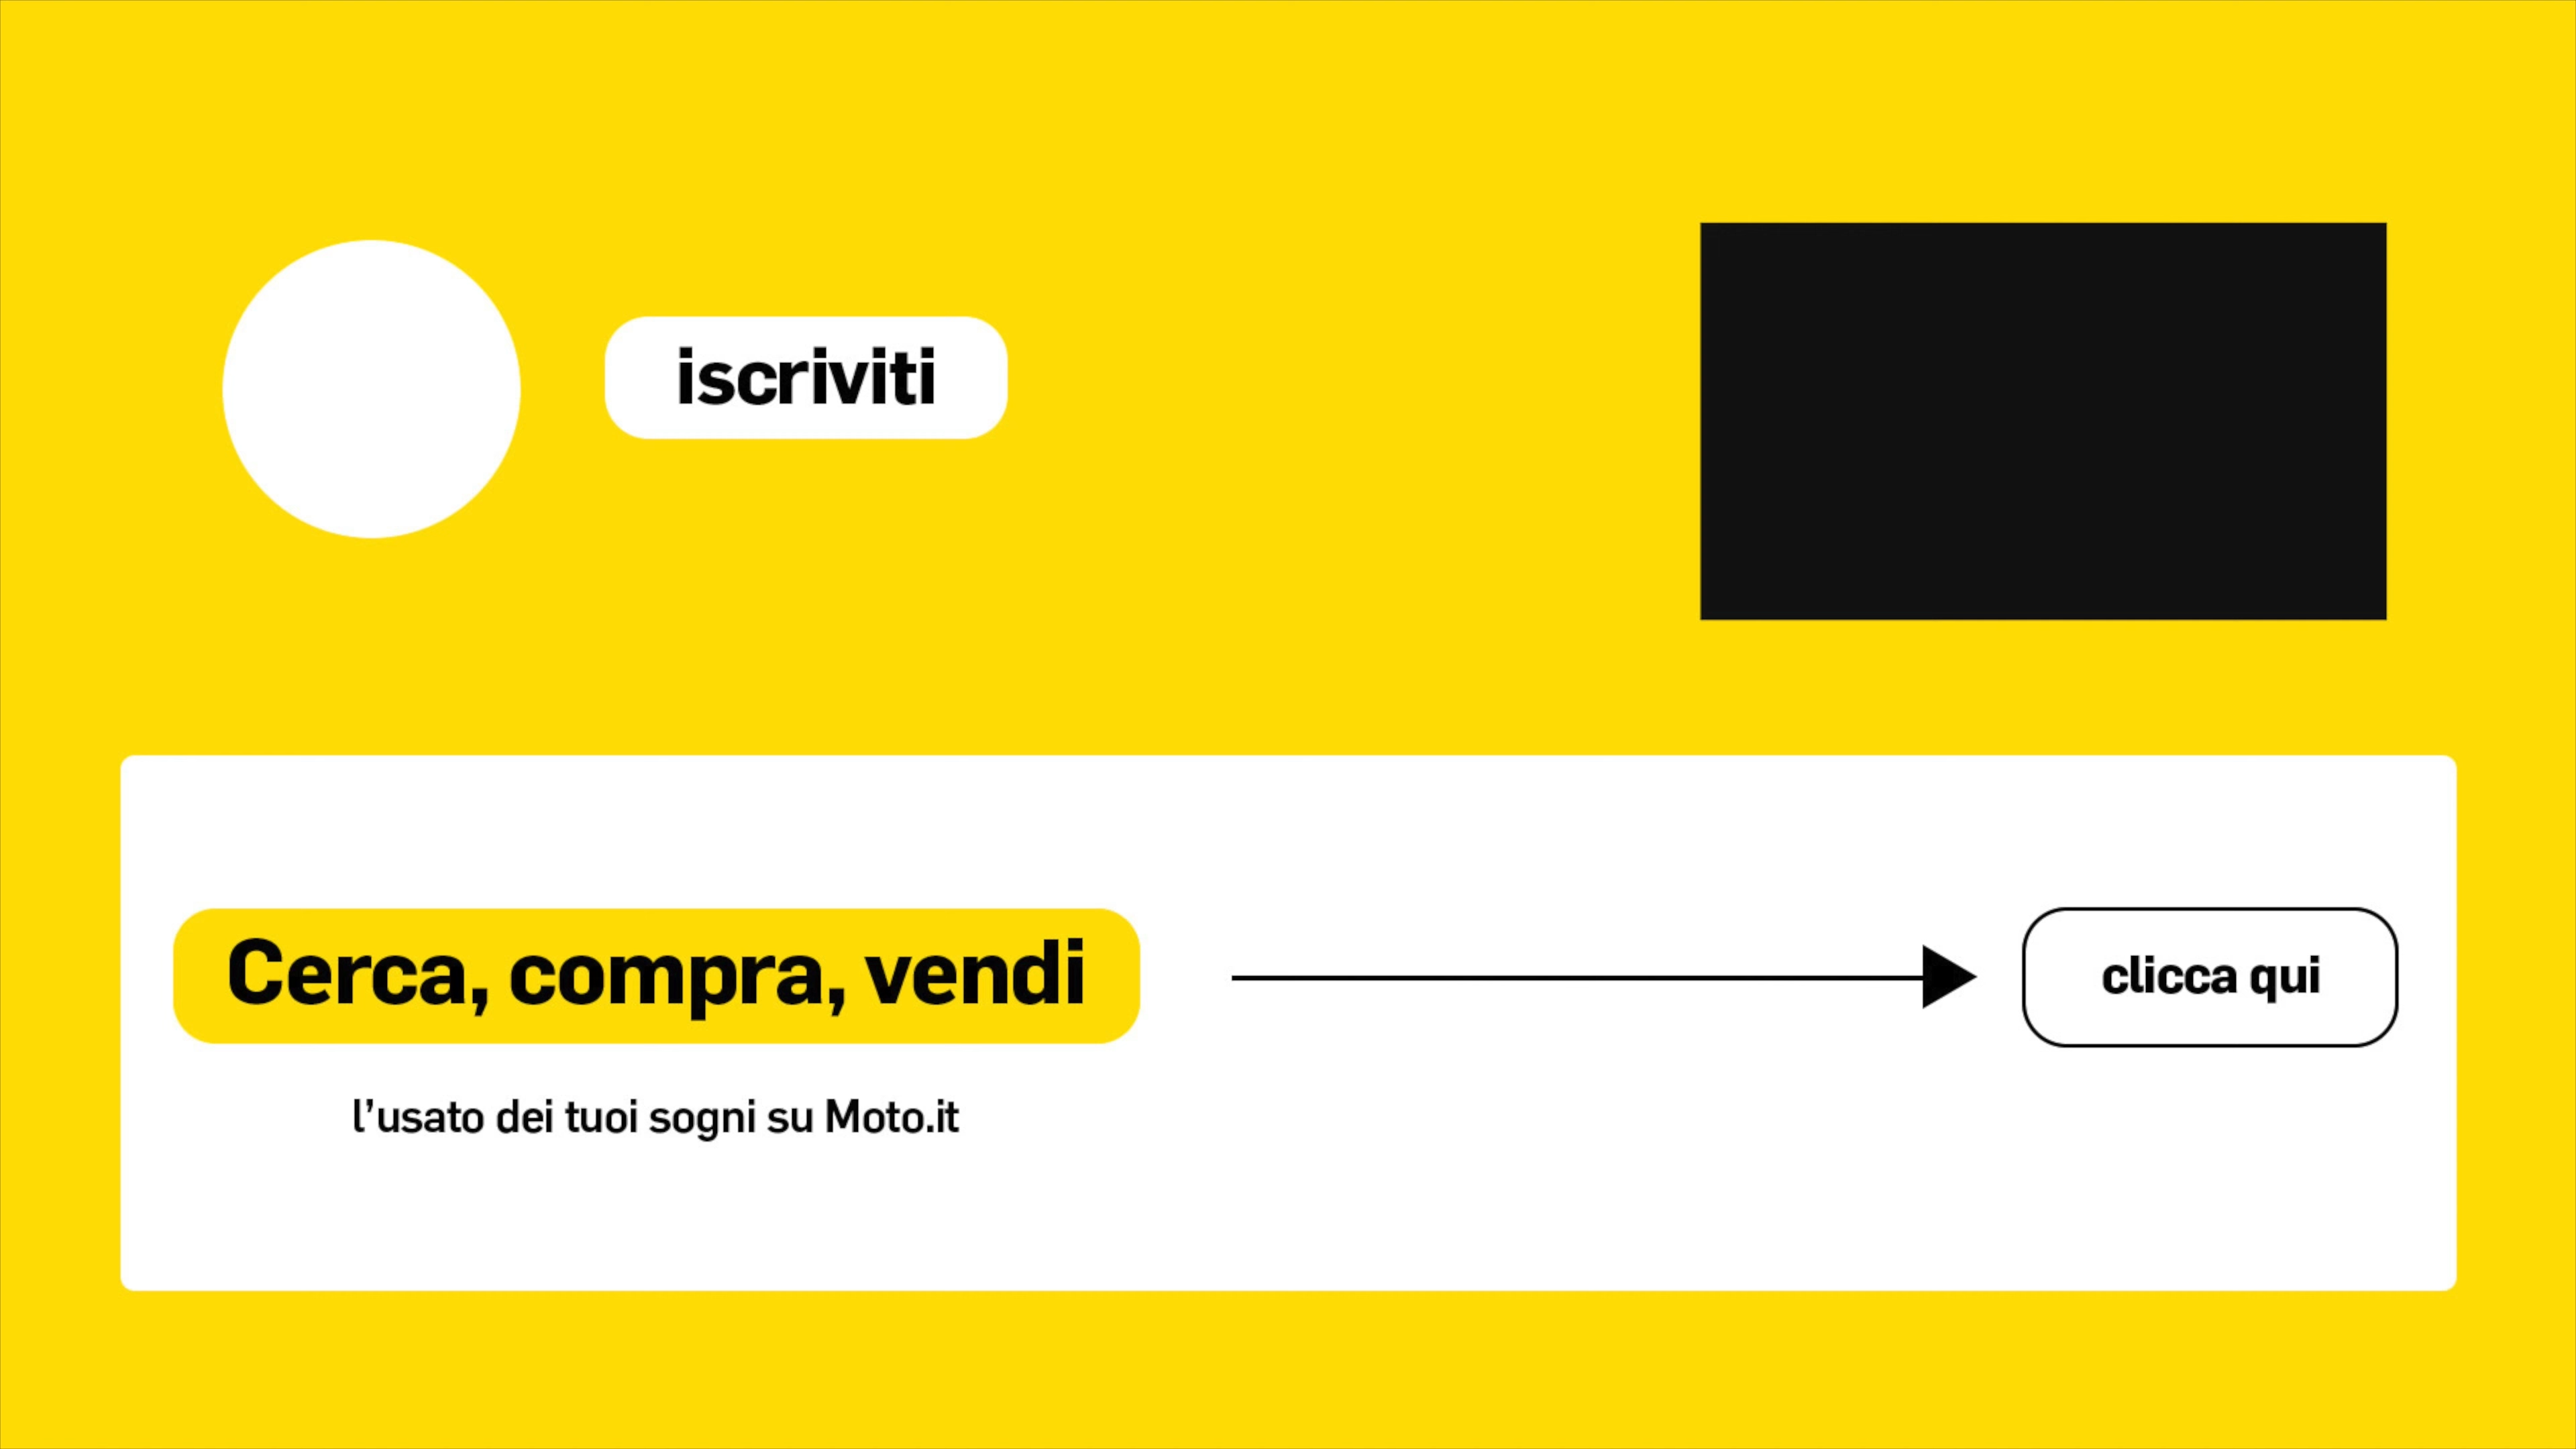 iscriviti
Cerca, compra, vendi
clicca qui
l’usato dei tuoi sogni su Moto.it